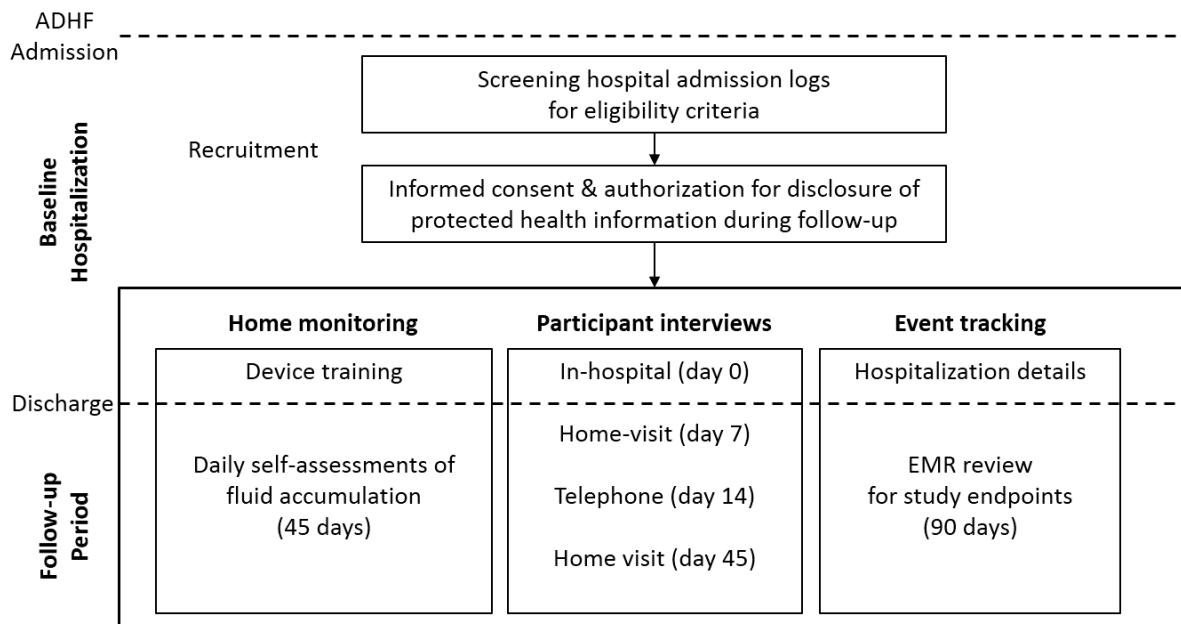 ADHF
Admission
Screening hospital admission logs
for eligibility criteria
Recruitment
Baseline
Hospitalization
Informed consent & authorization for disclosure of
protected health information during follow-up
Home monitoring
Participant interviews
Event tracking
Device training
In-hospital (day 0)
Hospitalization details
Discharge
Follow-up
Period
Daily self-assessments of
fluid accumulation
(45 days)
Home-visit (day 7)
Telephone (day 14)
Home visit (day 45)
EMR review
for study endpoints
(90 days)